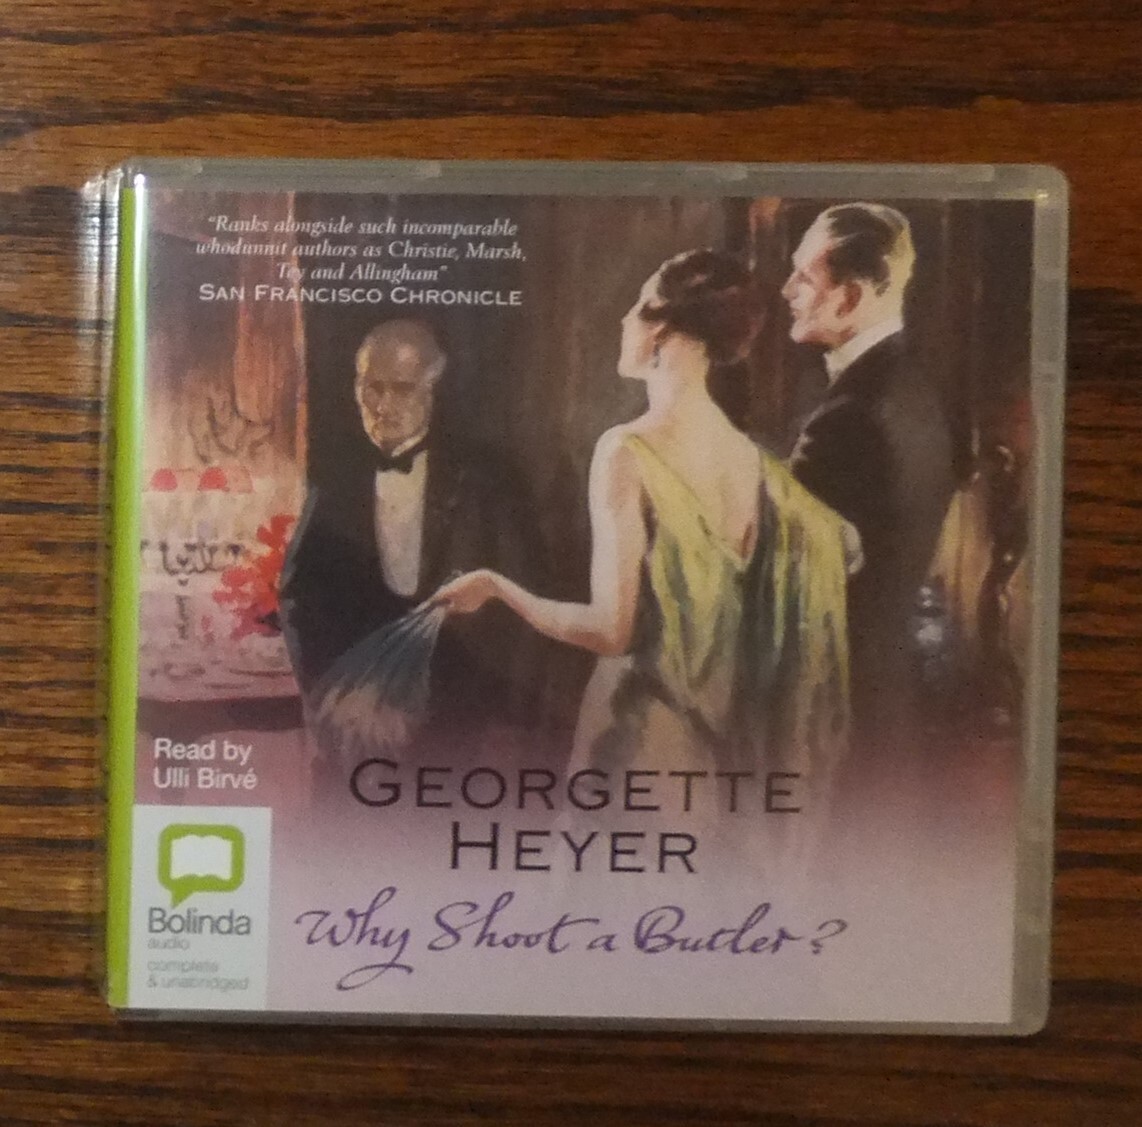 "Ranks alongside such incomparable
whodunnit authors as Christie, Marsh,
Tey and Allingham"
SAN FRANCISCO CHRONICLE
Read by
Ulli Birvé
GEORGETTE
HEYER
Why Shoot a Butler?
Bolinda
audio
complete
& unabridged